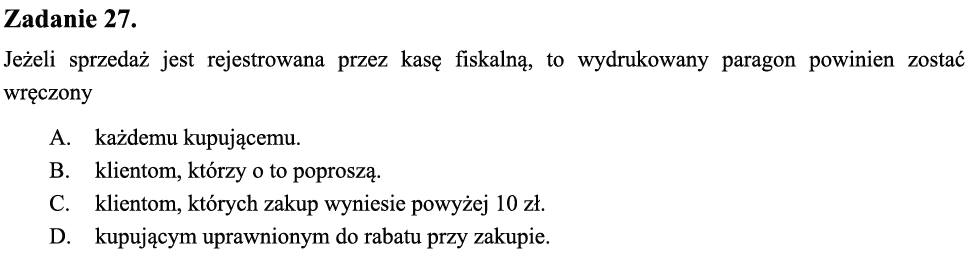 Zadanie 27.
Jeżeli sprzedaż jest rejestrowana przez kasę fiskalną, to wydrukowany paragon powinien zostać
wręczony
A. każdemu kupującemu.
B. klientom, którzy o to poproszą.
C. klientom, których zakup wyniesie powyżej 10 zł.
D. kupującym uprawnionym do rabatu przy zakupie.